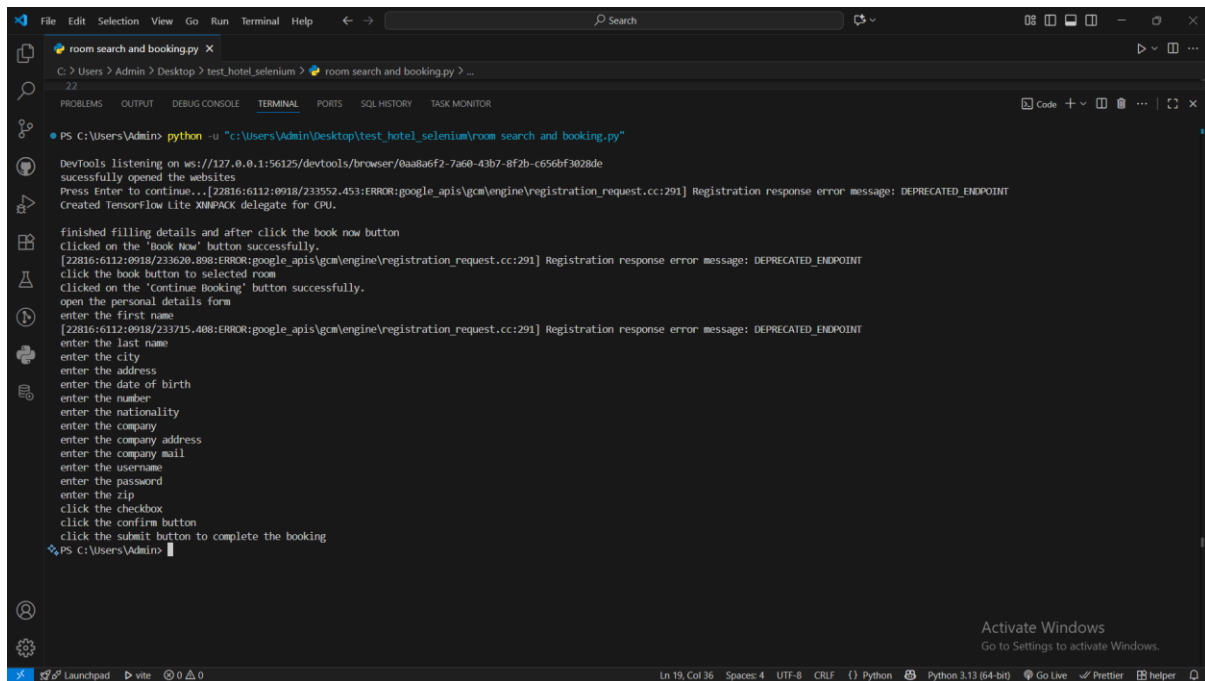 File Edit Selection View Go Run Terminal Help Search
room search and booking.py
C: > Users > Admin > Desktop > test_hotel_selenium > room search and booking.py > ...
22
PROBLEMS OUTPUT DEBUG CONSOLE TERMINAL PORTS SQL HISTORY TASK MONITOR Code
PS C:\Users\Admin> python -u "c:\Users\Admin\Desktop\test_hotel_selenium\room search and booking.py"
DevTools listening on ws://127.0.0.1:56125/devtools/browser/0aa8a6f2-7a60-43b7-8f2b-c656bf3028de
sucessfully opened the websites
Press Enter to continue...[22816:6112:0918/233552.453:ERROR:google_apis\gcm\engine\registration_request.cc:291] Registration response error message: DEPRECATED_ENDPOINT
Created TensorFlow Lite XNNPACK delegate for CPU.
finished filling details and after click the book now button
Clicked on the 'Book Now' button successfully.
[22816:6112:0918/233620.898:ERROR:google_apis\gcm\engine\registration_request.cc:291] Registration response error message: DEPRECATED_ENDPOINT
click the book button to selected room
Clicked on the 'Continue Booking' button successfully.
open the personal details form
enter the first name
[22816:6112:0918/233715.408:ERROR:google_apis\gcm\engine\registration_request.cc:291] Registration response error message: DEPRECATED_ENDPOINT
enter the last name
enter the city
enter the address
enter the date of birth
enter the number
enter the nationality
enter the company
enter the company address
enter the company mail
enter the username
enter the password
enter the zip
click the checkbox
click the confirm button
click the submit button to complete the booking
PS C:\Users\Admin>
Activate Windows
Go to Settings to activate Windows.
Launchpad vite 0 0 Ln 19, Col 36 Spaces: 4 UTF-8 CRLF {} Python Python 3.13 (64-bit) Go Live Prettier helper